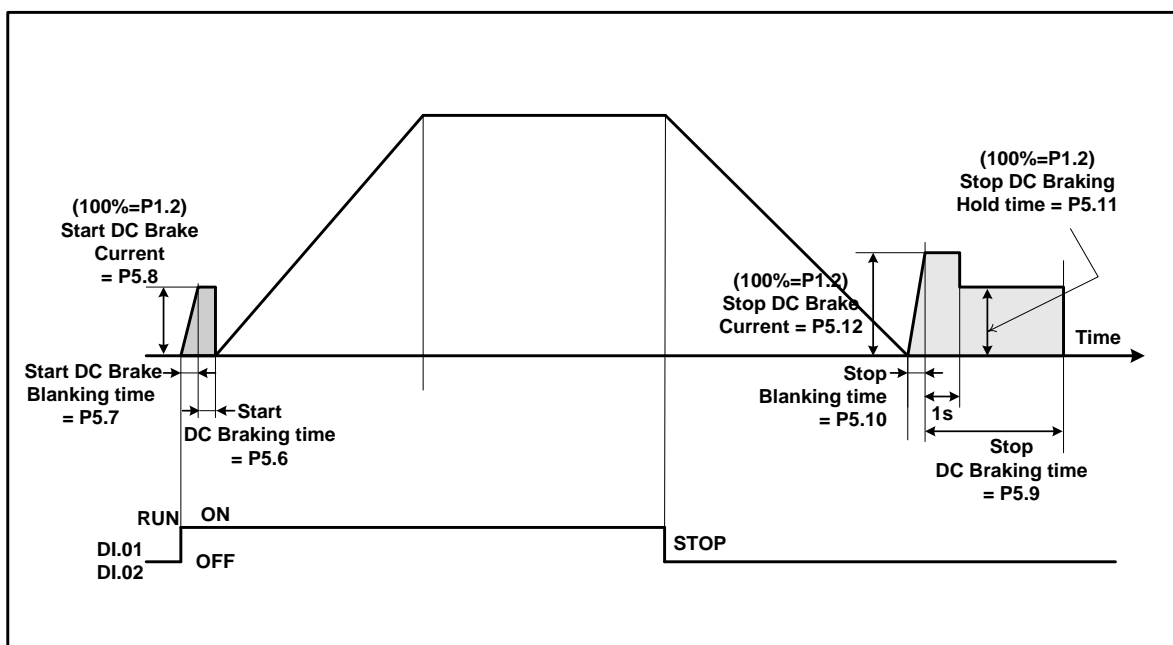 (100%=P1.2)
Start DC Brake
Current
= P5.8
(100%=P1.2)
Stop DC Braking
Hold time = P5.11
(100%=P1.2)
Stop DC Brake
Current = P5.12
Time
Start DC Brake
Blanking time
= P5.7
Start
DC Braking time
= P5.6
Stop
Blanking time
= P5.10
1s
Stop
DC Braking time
= P5.9
RUN
ON
DI.01
DI.02
OFF
STOP